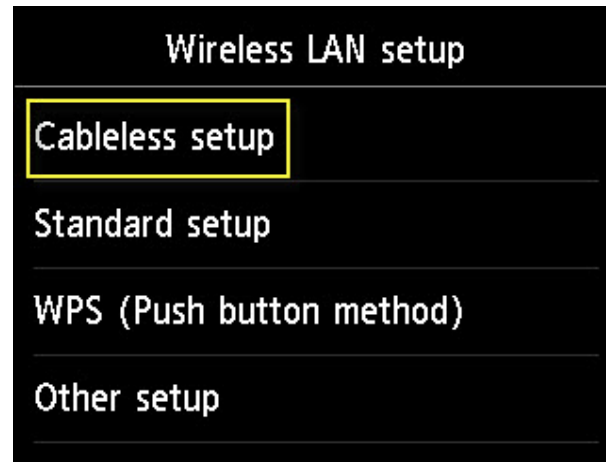 Wireless LAN setup
Cableless setup
Standard setup
WPS (Push button method)
Other setup